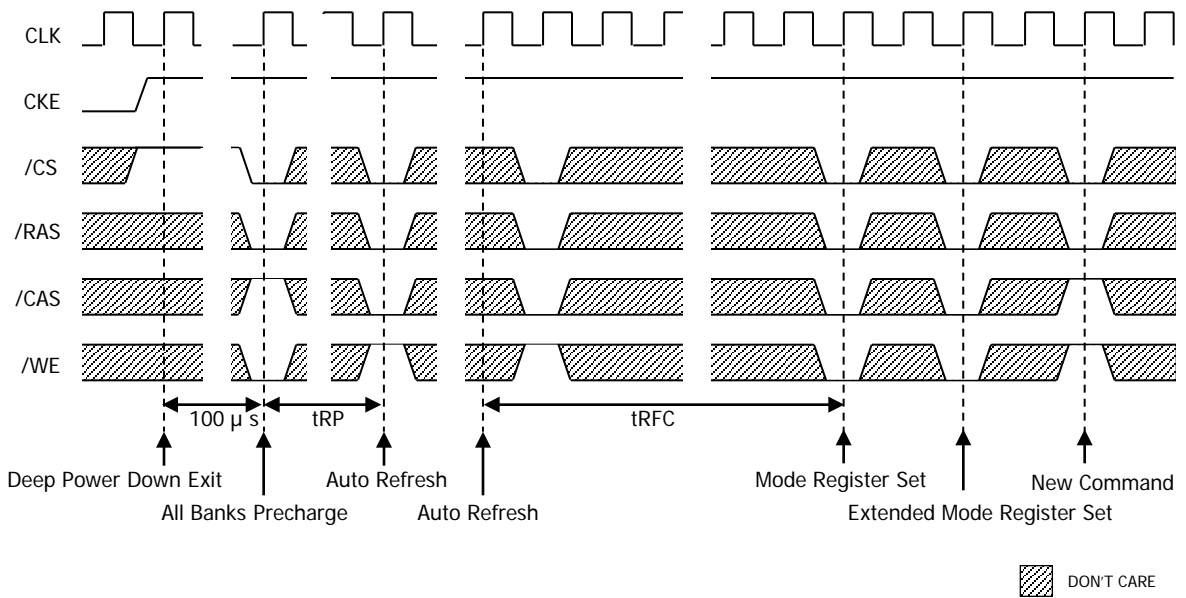 CLK
CKE
/CS
/RAS
/CAS
/WE
100 μ s
tRP
tRFC
Deep Power Down Exit
Auto Refresh
Mode Register Set
New Command
All Banks Precharge
Auto Refresh
Extended Mode Register Set
DON'T CARE